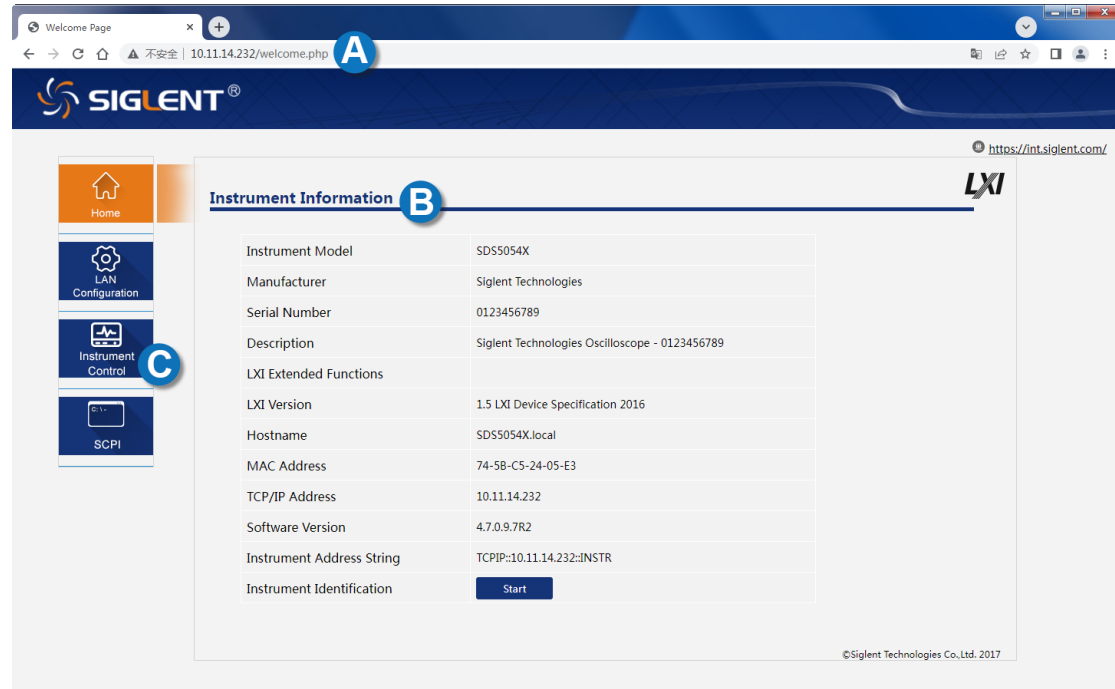 Welcome Page
不安全 | 10.11.14.232/welcome.php
A
SIGLENT®
https://int.siglent.com/
LXI
Home
Instrument Information
B
LAN
Configuration
Instrument
Control
C
C:\-
SCPI
Instrument Model SDS5054X
Manufacturer Siglent Technologies
Serial Number 0123456789
Description Siglent Technologies Oscilloscope - 0123456789
LXI Extended Functions
LXI Version 1.5 LXI Device Specification 2016
Hostname SDS5054X.local
MAC Address 74-5B-C5-24-05-E3
TCP/IP Address 10.11.14.232
Software Version 4.7.0.9.7R2
Instrument Address String TCPIP::10.11.14.232::INSTR
Instrument Identification Start
©Siglent Technologies Co.,Ltd. 2017